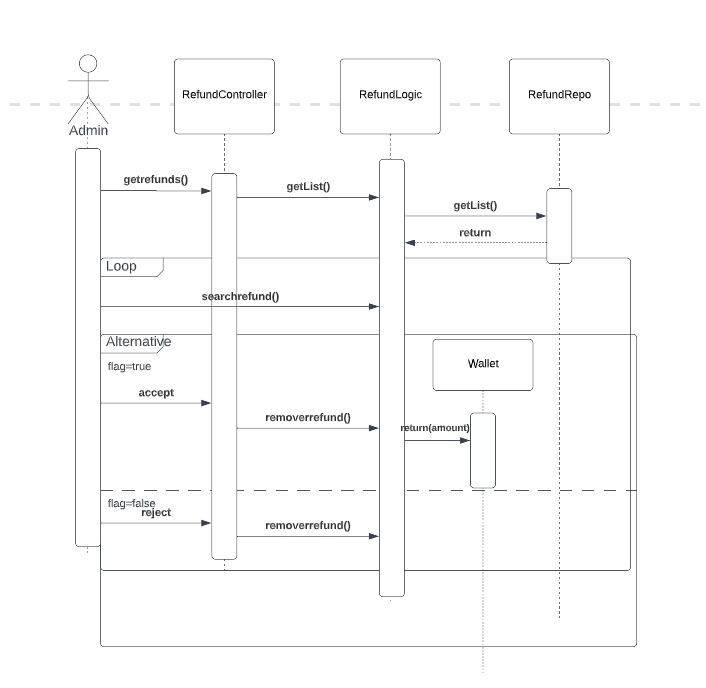 Admin
RefundController
RefundLogic
RefundRepo
getrefunds()
getList()
getList()
return
Loop
searchrefund()
Alternative
flag=true
Wallet
accept
removerrefund()
return(amount)
flag=false
reject
removerrefund()